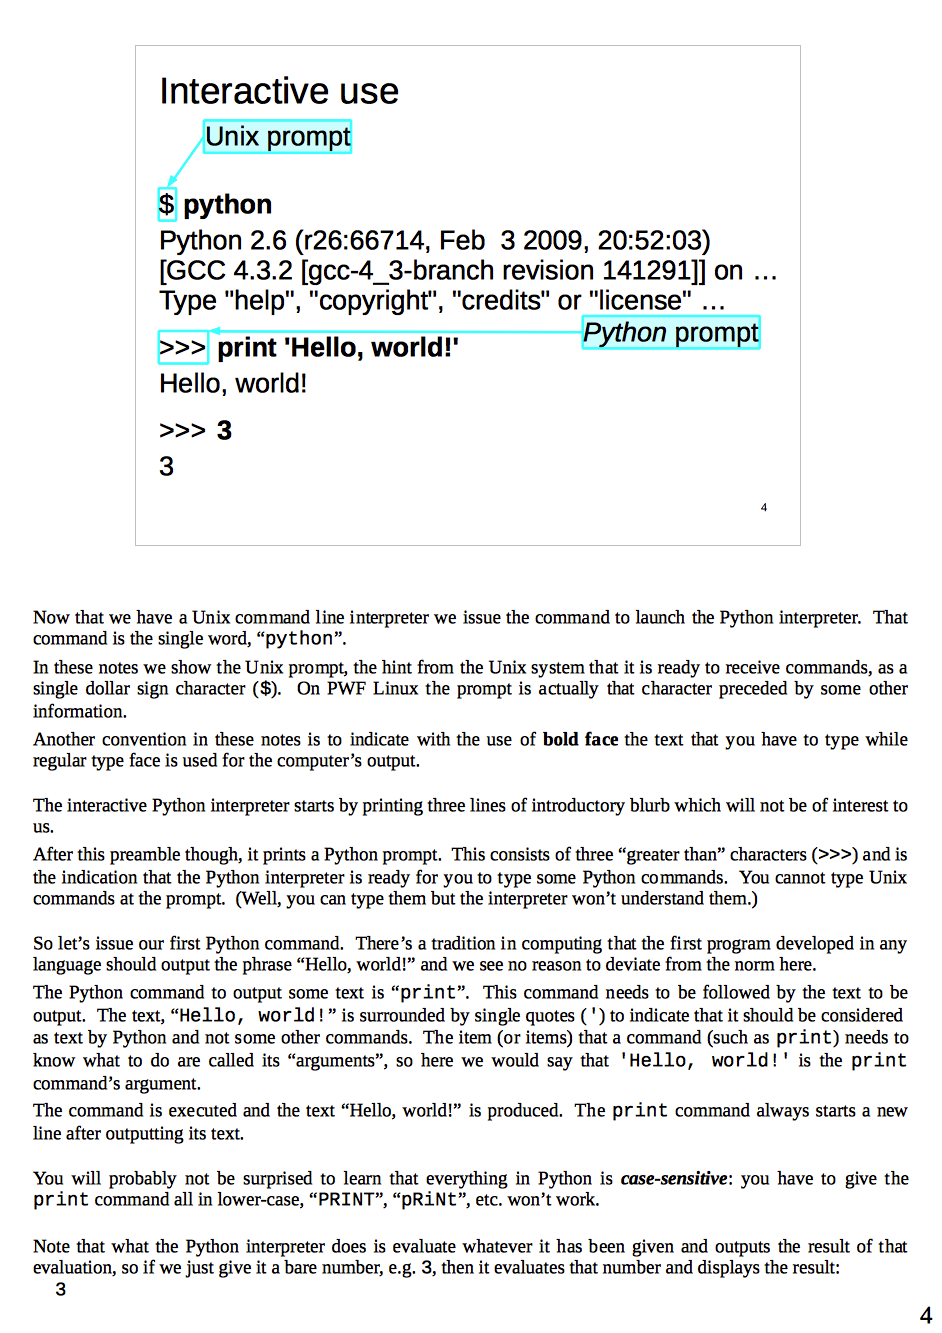 Interactive use
Unix prompt
$ python
Python 2.6 (r26:66714, Feb  3 2009, 20:52:03)
[GCC 4.3.2 [gcc-4_3-branch revision 141291]] on …
Type "help", "copyright", "credits" or "license" …
Python prompt
>>> print 'Hello, world!'
Hello, world!
>>> 3
3
4
Now that we have a Unix command line interpreter we issue the command to launch the Python interpreter.  That
command is the single word, “python”.
In these notes we show the Unix prompt, the hint from the Unix system that it is ready to receive commands, as a
single dollar sign character ($).  On PWF Linux the prompt is actually that character preceded by some other
information.
Another convention in these notes is to indicate with the use of bold face the text that you have to type while
regular type face is used for the computer’s output.
The interactive Python interpreter starts by printing three lines of introductory blurb which will not be of interest to
us.
After this preamble though, it prints a Python prompt.  This consists of three “greater than” characters (>>>) and is
the indication that the Python interpreter is ready for you to type some Python commands.  You cannot type Unix
commands at the prompt.  (Well, you can type them but the interpreter won’t understand them.)
So let’s issue our first Python command.  There’s a tradition in computing that the first program developed in any
language should output the phrase “Hello, world!” and we see no reason to deviate from the norm here.
The Python command to output some text is “print”.  This command needs to be followed by the text to be
output.  The text, “Hello, world!” is surrounded by single quotes (') to indicate that it should be considered
as text by Python and not some other commands.  The item (or items) that a command (such as print) needs to
know what to do are called its “arguments”, so here we would say that 'Hello, world!' is the print
command’s argument.
The command is executed and the text “Hello, world!” is produced.  The print command always starts a new
line after outputting its text.
You will probably not be surprised to learn that everything in Python is case-sensitive: you have to give the
print command all in lower-case, “PRINT”, “pRiNt”, etc. won’t work.
Note that what the Python interpreter does is evaluate whatever it has been given and outputs the result of that
evaluation, so if we just give it a bare number, e.g. 3, then it evaluates that number and displays the result:
3
4